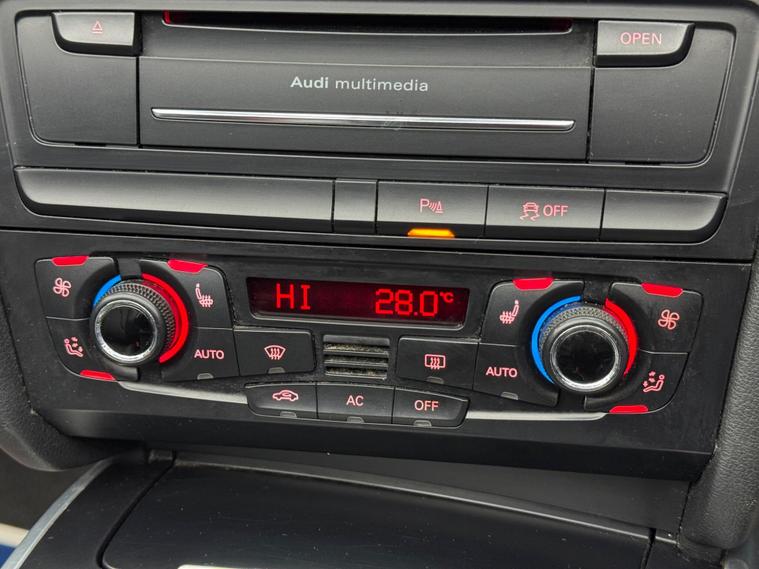 OPEN
Audi multimedia
P
OFF
HI 28.0°C
AUTO
AUTO
AC
OFF